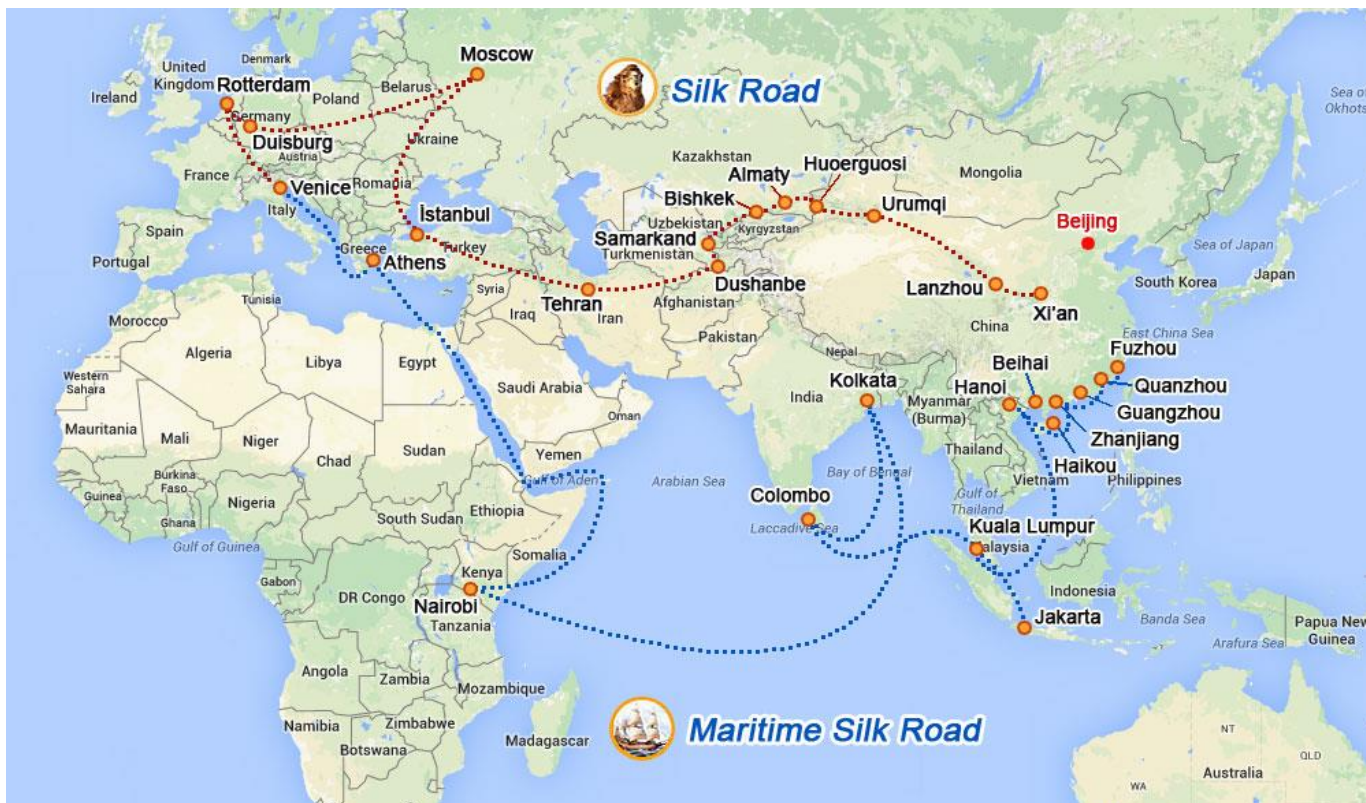 Moscow
Silk Road
Sea of
Okhots
Denmark
United
Kingdom
Ireland
Rotterdam
Belarus
Poland
Germany
Duisburg
Ukraine
Austria
France
Kazakhstan
Huoerguosi
Mongolia
Almaty
Venice
Romania
Bishkek
Urumqi
Italy
İstanbul
Uzbekistan
Kyrgyzstan
Beijing
Spain
Greece
Turkey
Samarkand
Turkmenistan
Sea of Japan
Portugal
Athens
Japan
South Korea
Dushanbe
Lanzhou
Syria
Tehran
Afghanistan
Tunisia
Iraq
Iran
Xi'an
Morocco
China
East China Sea
Pakistan
Algeria
Libya
Egypt
Nepal
Fuzhou
Beihai
Western
Sahara
Saudi Arabia
Kolkata
Hanoi
Quanzhou
India
Myanmar
(Burma)
Guangzhou
Oman
Mauritania
Mali
Niger
Sudan
Zhanjiang
Chad
Yemen
Thailand
Haikou
Burkina
Faso
Gulf of Aden
Arabian Sea
Bay of Bengal
Vietnam
Philippines
Guinea
Nigeria
Colombo
Gulf of
Thailand
Ethiopia
South Sudan
Ghana
Laccadive Sea
Kuala Lumpur
Gulf of Guinea
Malaysia
Somalia
Kenya
Gabon
Indonesia
DR Congo
Nairobi
Tanzania
Jakarta
Banda Sea
Papua New
Guinea
Arafura Sea
Angola
Zambia
Mozambique
Maritime Silk Road
Namibia
Zimbabwe
Madagascar
Botswana
NT
QLD
Australia
WA